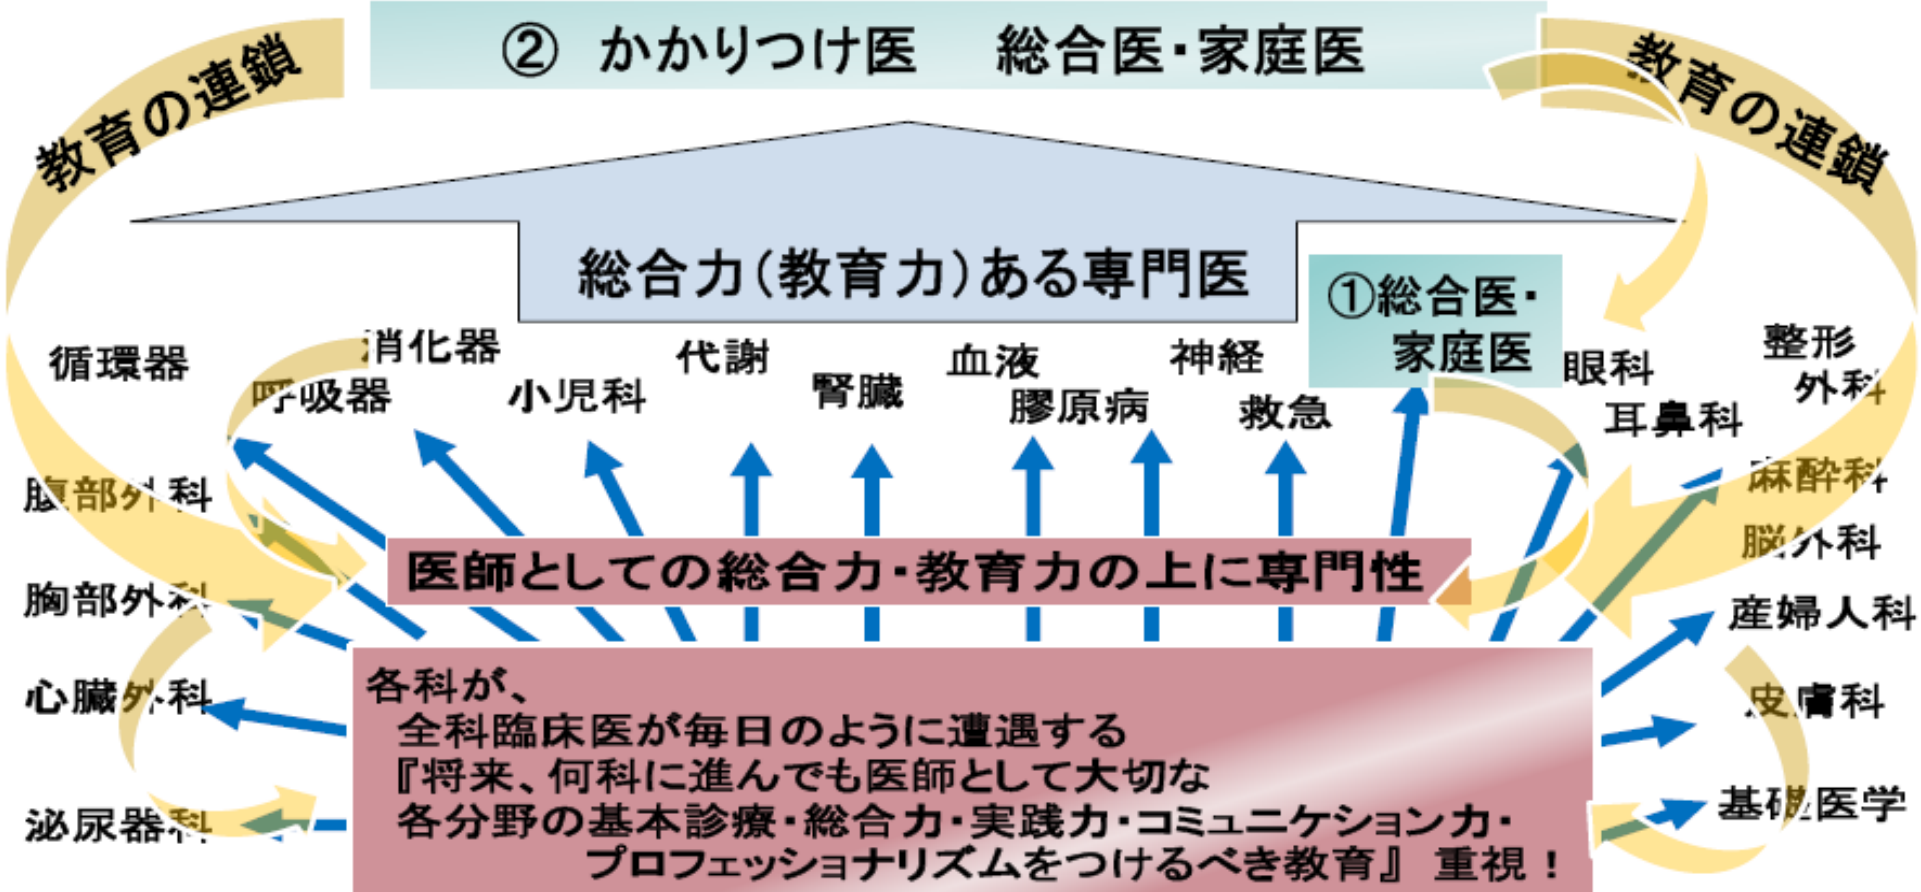 ② かかりつけ医　総合医・家庭医
教育の連鎖
教育の連鎖
総合力（教育力）ある専門医
①総合医・
家庭医
循環器
呼吸器
消化器
小児科
代謝
腎臓
血液
膠原病
神経
救急
眼科
耳鼻科
整形
外科
腹部外科
胸部外科
心臓外科
泌尿器科
麻酔科
脳外科
産婦人科
皮膚科
基礎医学
医師としての総合力・教育力の上に専門性
各科が、
全科臨床医が毎日のように遭遇する
『将来、何科に進んでも医師として大切な
各分野の基本診療・総合力・実践力・コミュニケション力・
プロフェッショナリズムをつけるべき教育』 重視！